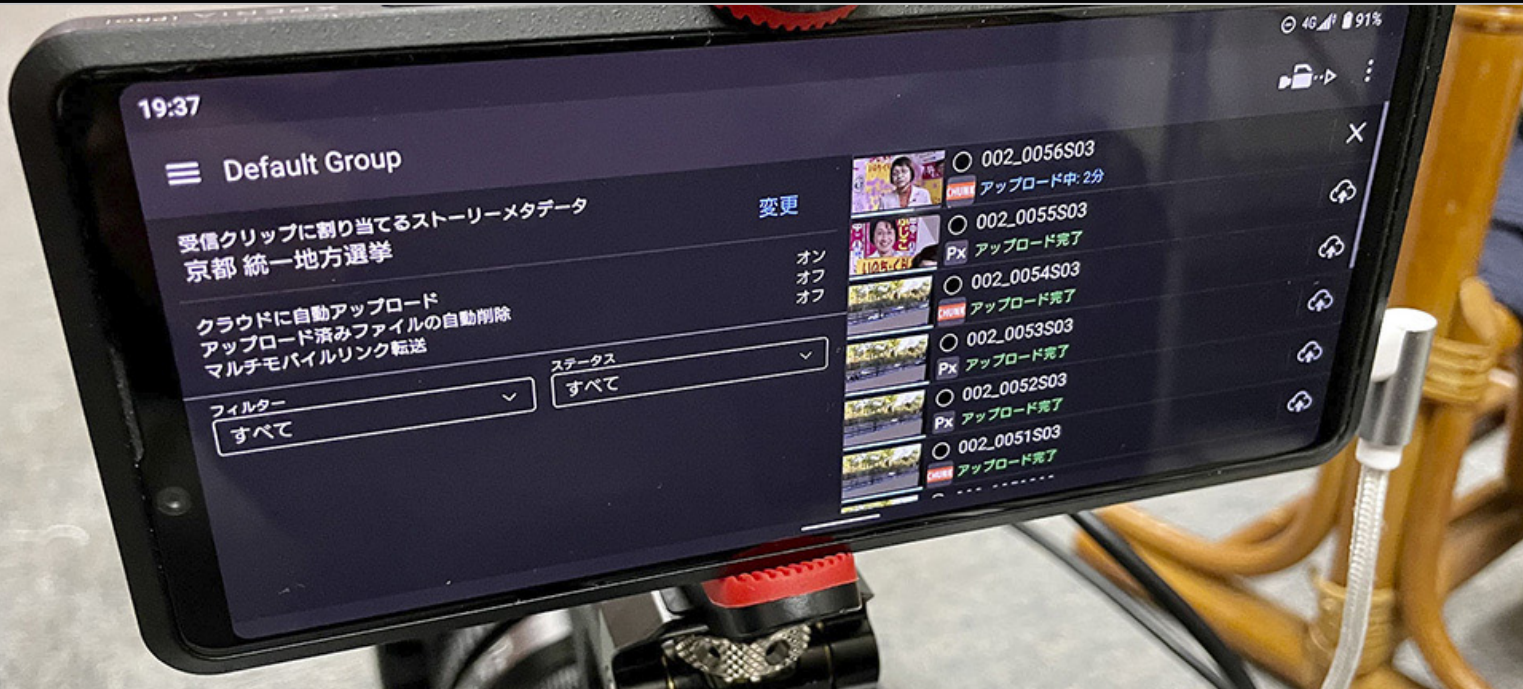 XPERIA PRO
19:37
4G 91%
Default Group
受信クリップに割り当てるストーリーメタデータ
京都 統一地方選挙
変更
クラウドに自動アップロード オン
アップロード済みファイルの自動削除 オフ
マルチモバイルリンク転送 オフ
フィルター
すべて
ステータス
すべて
002_0056S03
CHUNK アップロード中: 2分
002_0055S03
Px アップロード完了
002_0054S03
CHUNK アップロード完了
002_0053S03
Px アップロード完了
002_0052S03
Px アップロード完了
002_0051S03
CHUNK アップロード完了